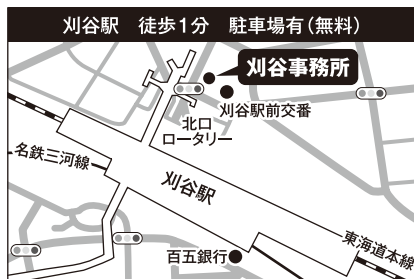 刈谷駅　徒歩1分　駐車場有（無料）
刈谷事務所
刈谷駅前交番
北口
ロータリー
名鉄三河線
刈谷駅
東海道本線
百五銀行